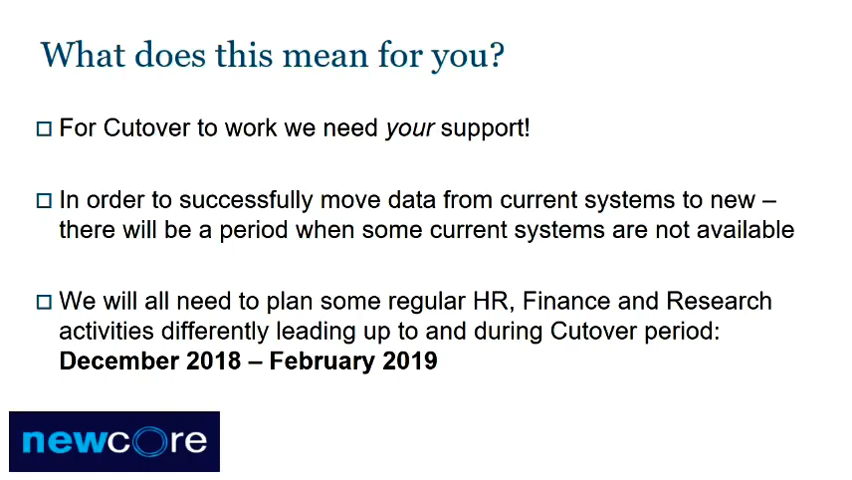 What does this mean for you?
For Cutover to work we need your support!
In order to successfully move data from current systems to new –
there will be a period when some current systems are not available
We will all need to plan some regular HR, Finance and Research
activities differently leading up to and during Cutover period:
December 2018 – February 2019
newcore